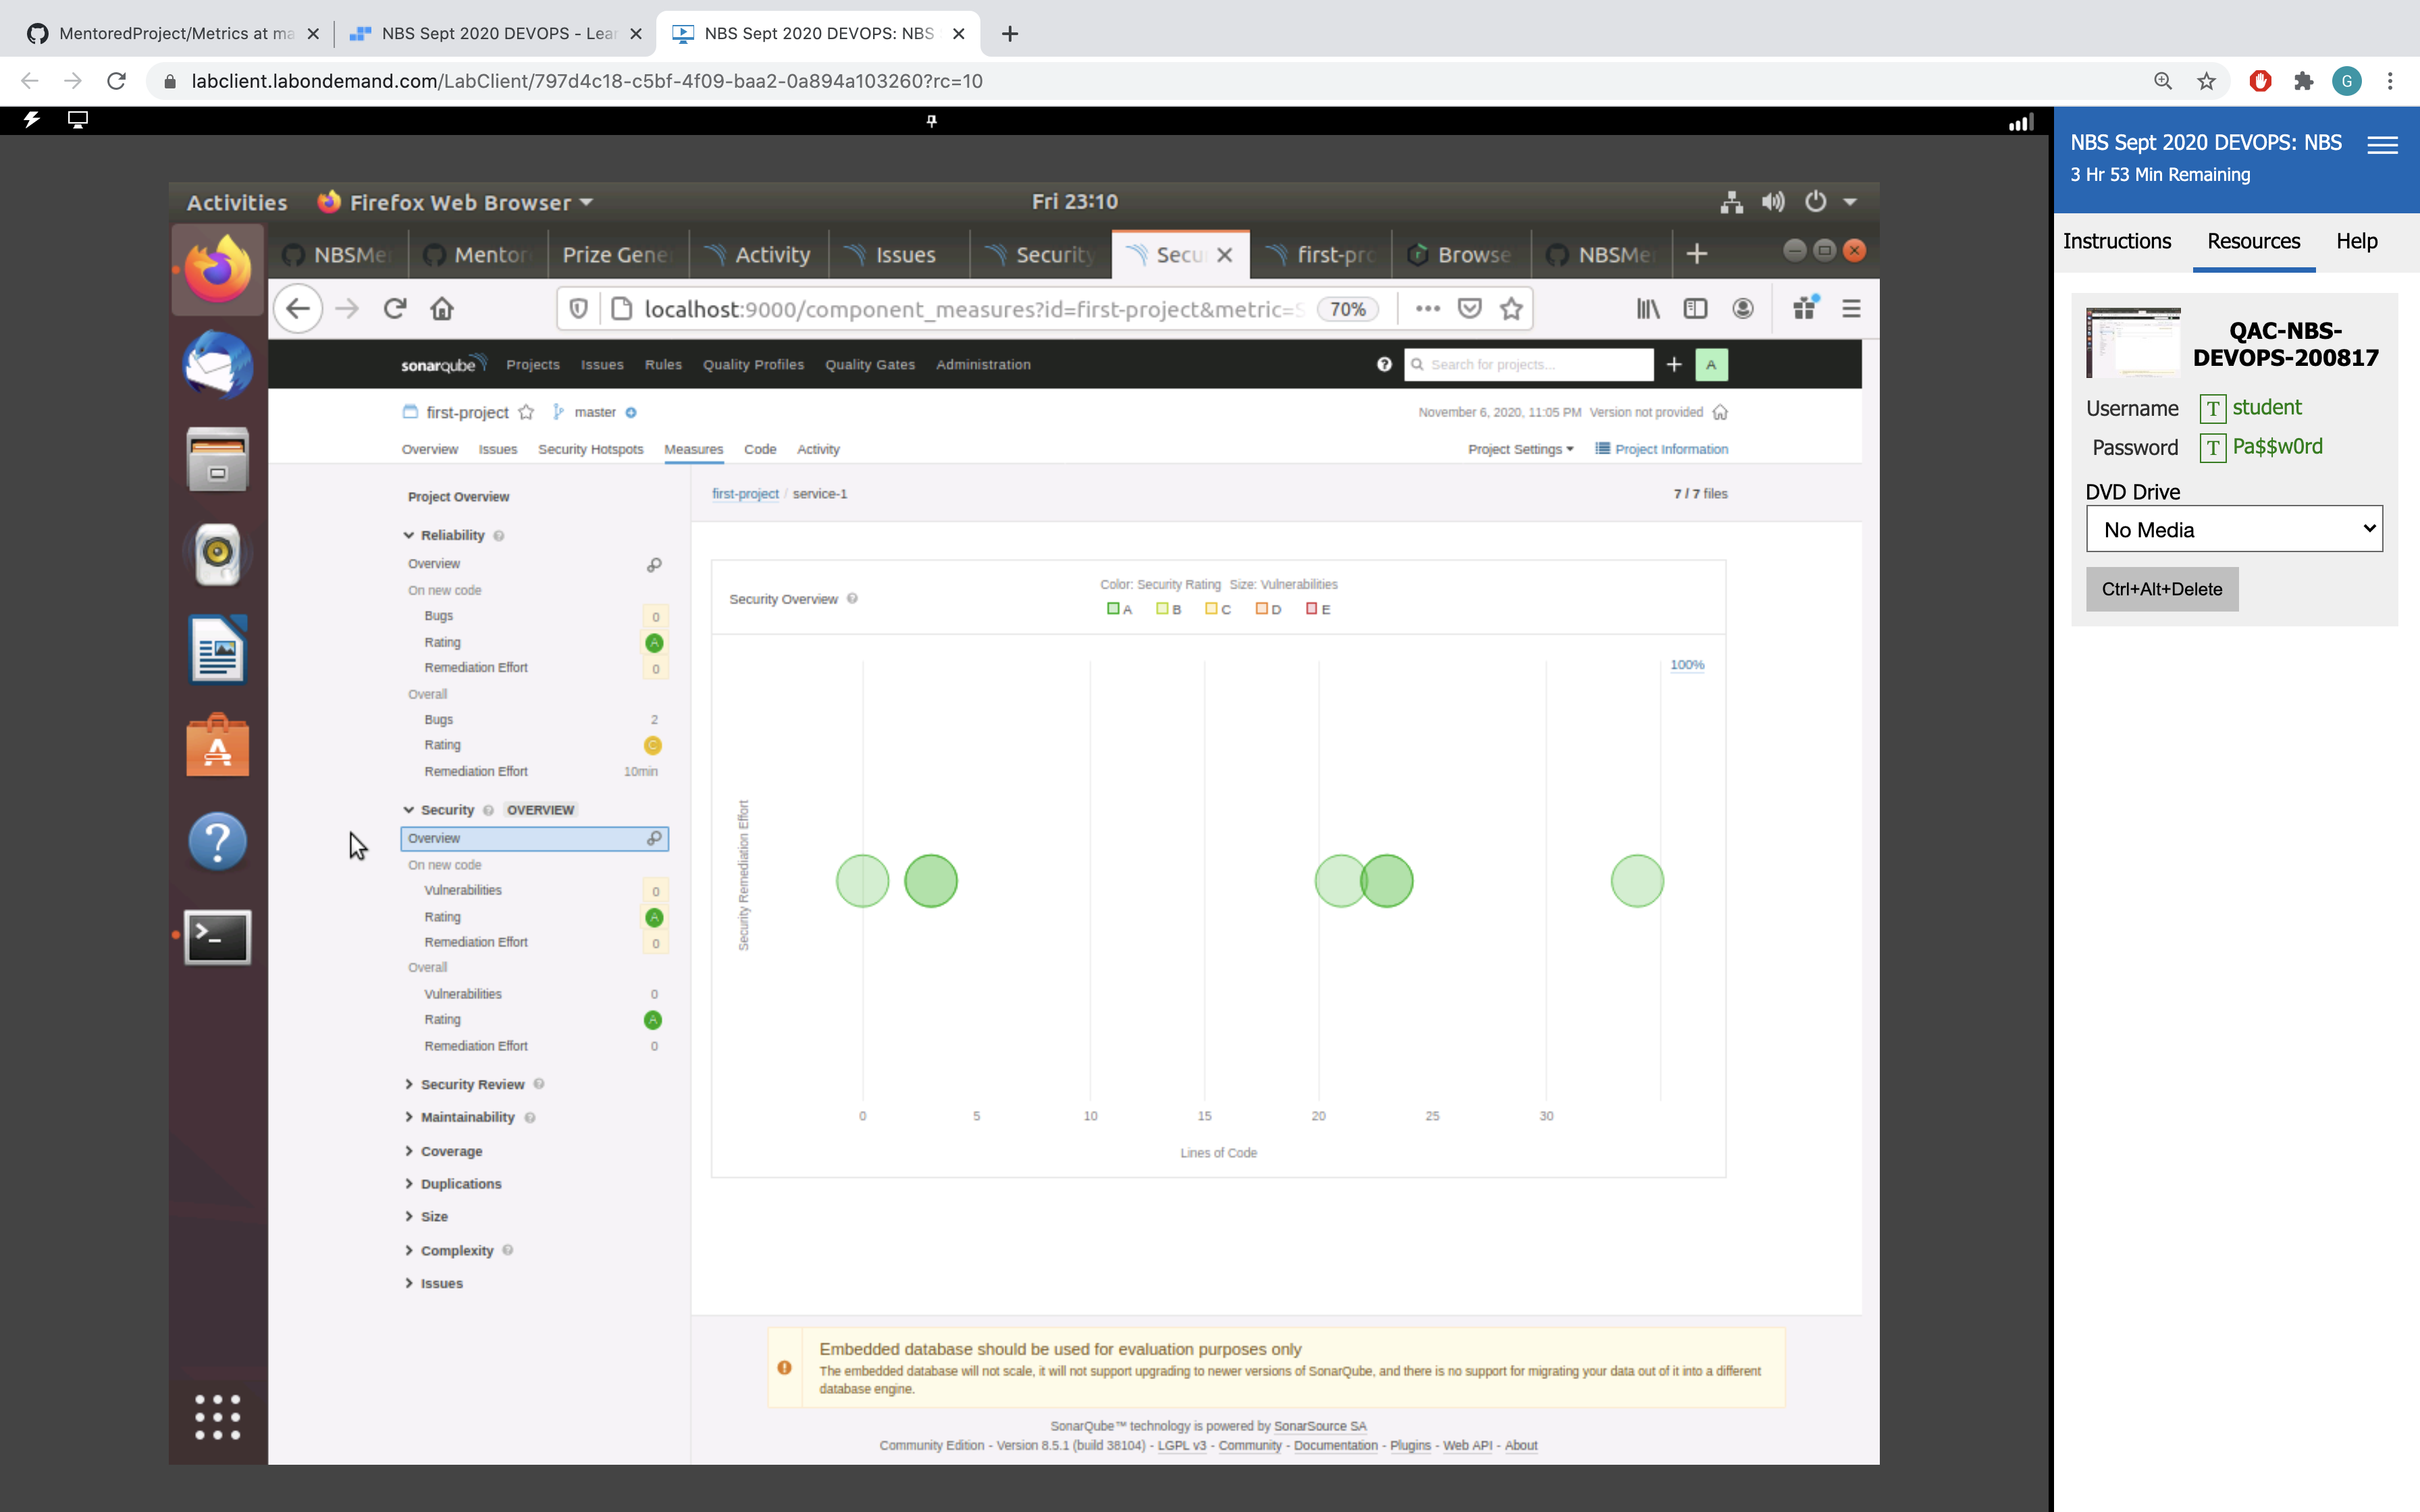 MentoredProject/Metrics at ma
NBS Sept 2020 DEVOPS - Lear
NBS Sept 2020 DEVOPS: NBS
labclient.labondemand.com/LabClient/797d4c18-c5bf-4f09-baa2-0a894a103260?rc=10
G
NBS Sept 2020 DEVOPS: NBS
3 Hr 53 Min Remaining
Instructions Resources Help
QAC-NBS-
DEVOPS-200817
Username T student
Password T Pa$$w0rd
DVD Drive
No Media
Ctrl+Alt+Delete
Activities Firefox Web Browser Fri 23:10
NBSMe Mentor Prize Gene Activity Issues Security Secu first-pro Browse NBSMe
localhost:9000/component_measures?id=first-project&metric=S 70%
sonarqube Projects Issues Rules Quality Profiles Quality Gates Administration Search for projects... A
first-project master November 6, 2020, 11:05 PM Version not provided
Overview Issues Security Hotspots Measures Code Activity Project Settings Project Information
Project Overview
Reliability
Overview
On new code
Bugs 0
Rating A
Remediation Effort 0
Overall
Bugs 2
Rating C
Remediation Effort 10min
Security OVERVIEW
Overview
On new code
Vulnerabilities 0
Rating A
Remediation Effort 0
Overall
Vulnerabilities 0
Rating A
Remediation Effort 0
Security Review
Maintainability
Coverage
Duplications
Size
Complexity
Issues
first-project / service-1 7 / 7 files
Security Overview
Color: Security Rating Size: Vulnerabilities
A B C D E
100%
Security Remediation Effort
0 5 10 15 20 25 30
Lines of Code
Embedded database should be used for evaluation purposes only
The embedded database will not scale, it will not support upgrading to newer versions of SonarQube, and there is no support for migrating your data out of it into a different
database engine.
SonarQube™ technology is powered by SonarSource SA
Community Edition - Version 8.5.1 (build 38104) - LGPL v3 - Community - Documentation - Plugins - Web API - About